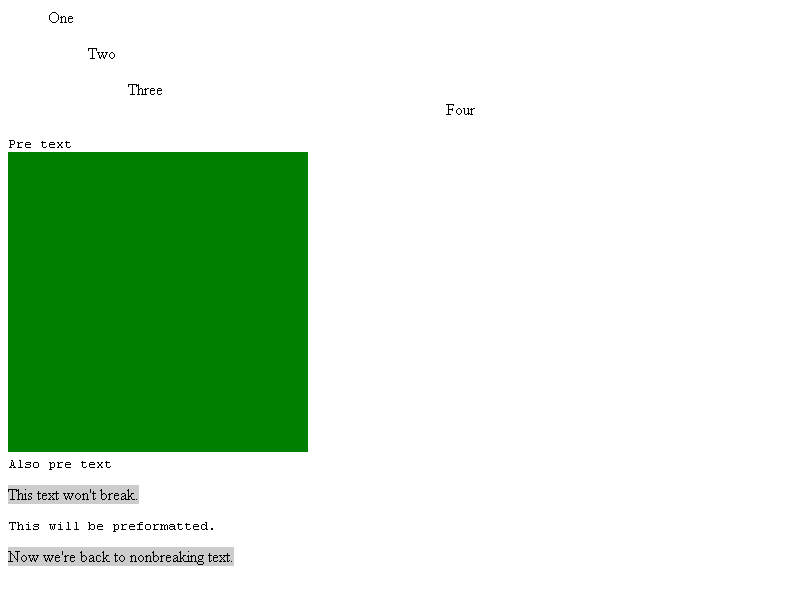 One
Two
Three
Four
Pre text
Also pre text
This text won't break.
This will be preformatted.
Now we're back to nonbreaking text.